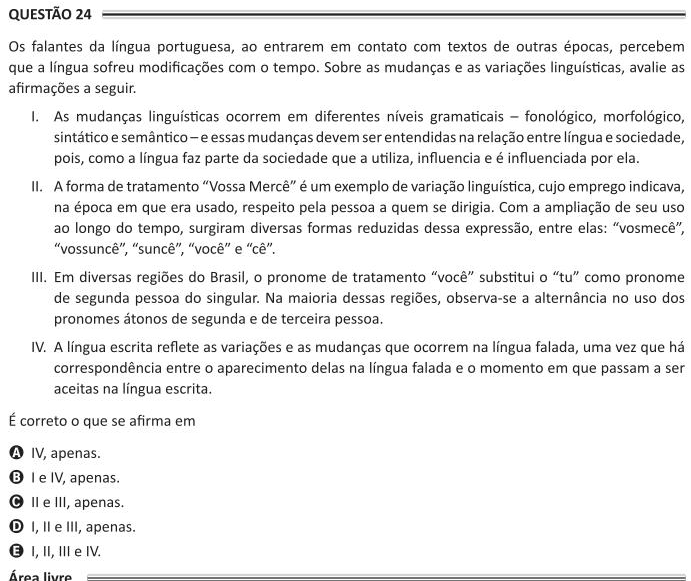 QUESTÃO 24
Os falantes da língua portuguesa, ao entrarem em contato com textos de outras épocas, percebem
que a língua sofreu modificações com o tempo. Sobre as mudanças e as variações linguísticas, avalie as
afirmações a seguir.
I. As mudanças linguísticas ocorrem em diferentes níveis gramaticais – fonológico, morfológico,
sintático e semântico – e essas mudanças devem ser entendidas na relação entre língua e sociedade,
pois, como a língua faz parte da sociedade que a utiliza, influencia e é influenciada por ela.
II. A forma de tratamento “Vossa Mercê” é um exemplo de variação linguística, cujo emprego indicava,
na época em que era usado, respeito pela pessoa a quem se dirigia. Com a ampliação de seu uso
ao longo do tempo, surgiram diversas formas reduzidas dessa expressão, entre elas: “vosmecê”,
“vossuncê”, “suncê”, “você” e “cê”.
III. Em diversas regiões do Brasil, o pronome de tratamento “você” substitui o “tu” como pronome
de segunda pessoa do singular. Na maioria dessas regiões, observa-se a alternância no uso dos
pronomes átonos de segunda e de terceira pessoa.
IV. A língua escrita reflete as variações e as mudanças que ocorrem na língua falada, uma vez que há
correspondência entre o aparecimento delas na língua falada e o momento em que passam a ser
aceitas na língua escrita.
É correto o que se afirma em
A IV, apenas.
B I e IV, apenas.
C II e III, apenas.
D I, II e III, apenas.
E I, II, III e IV.
Área livre